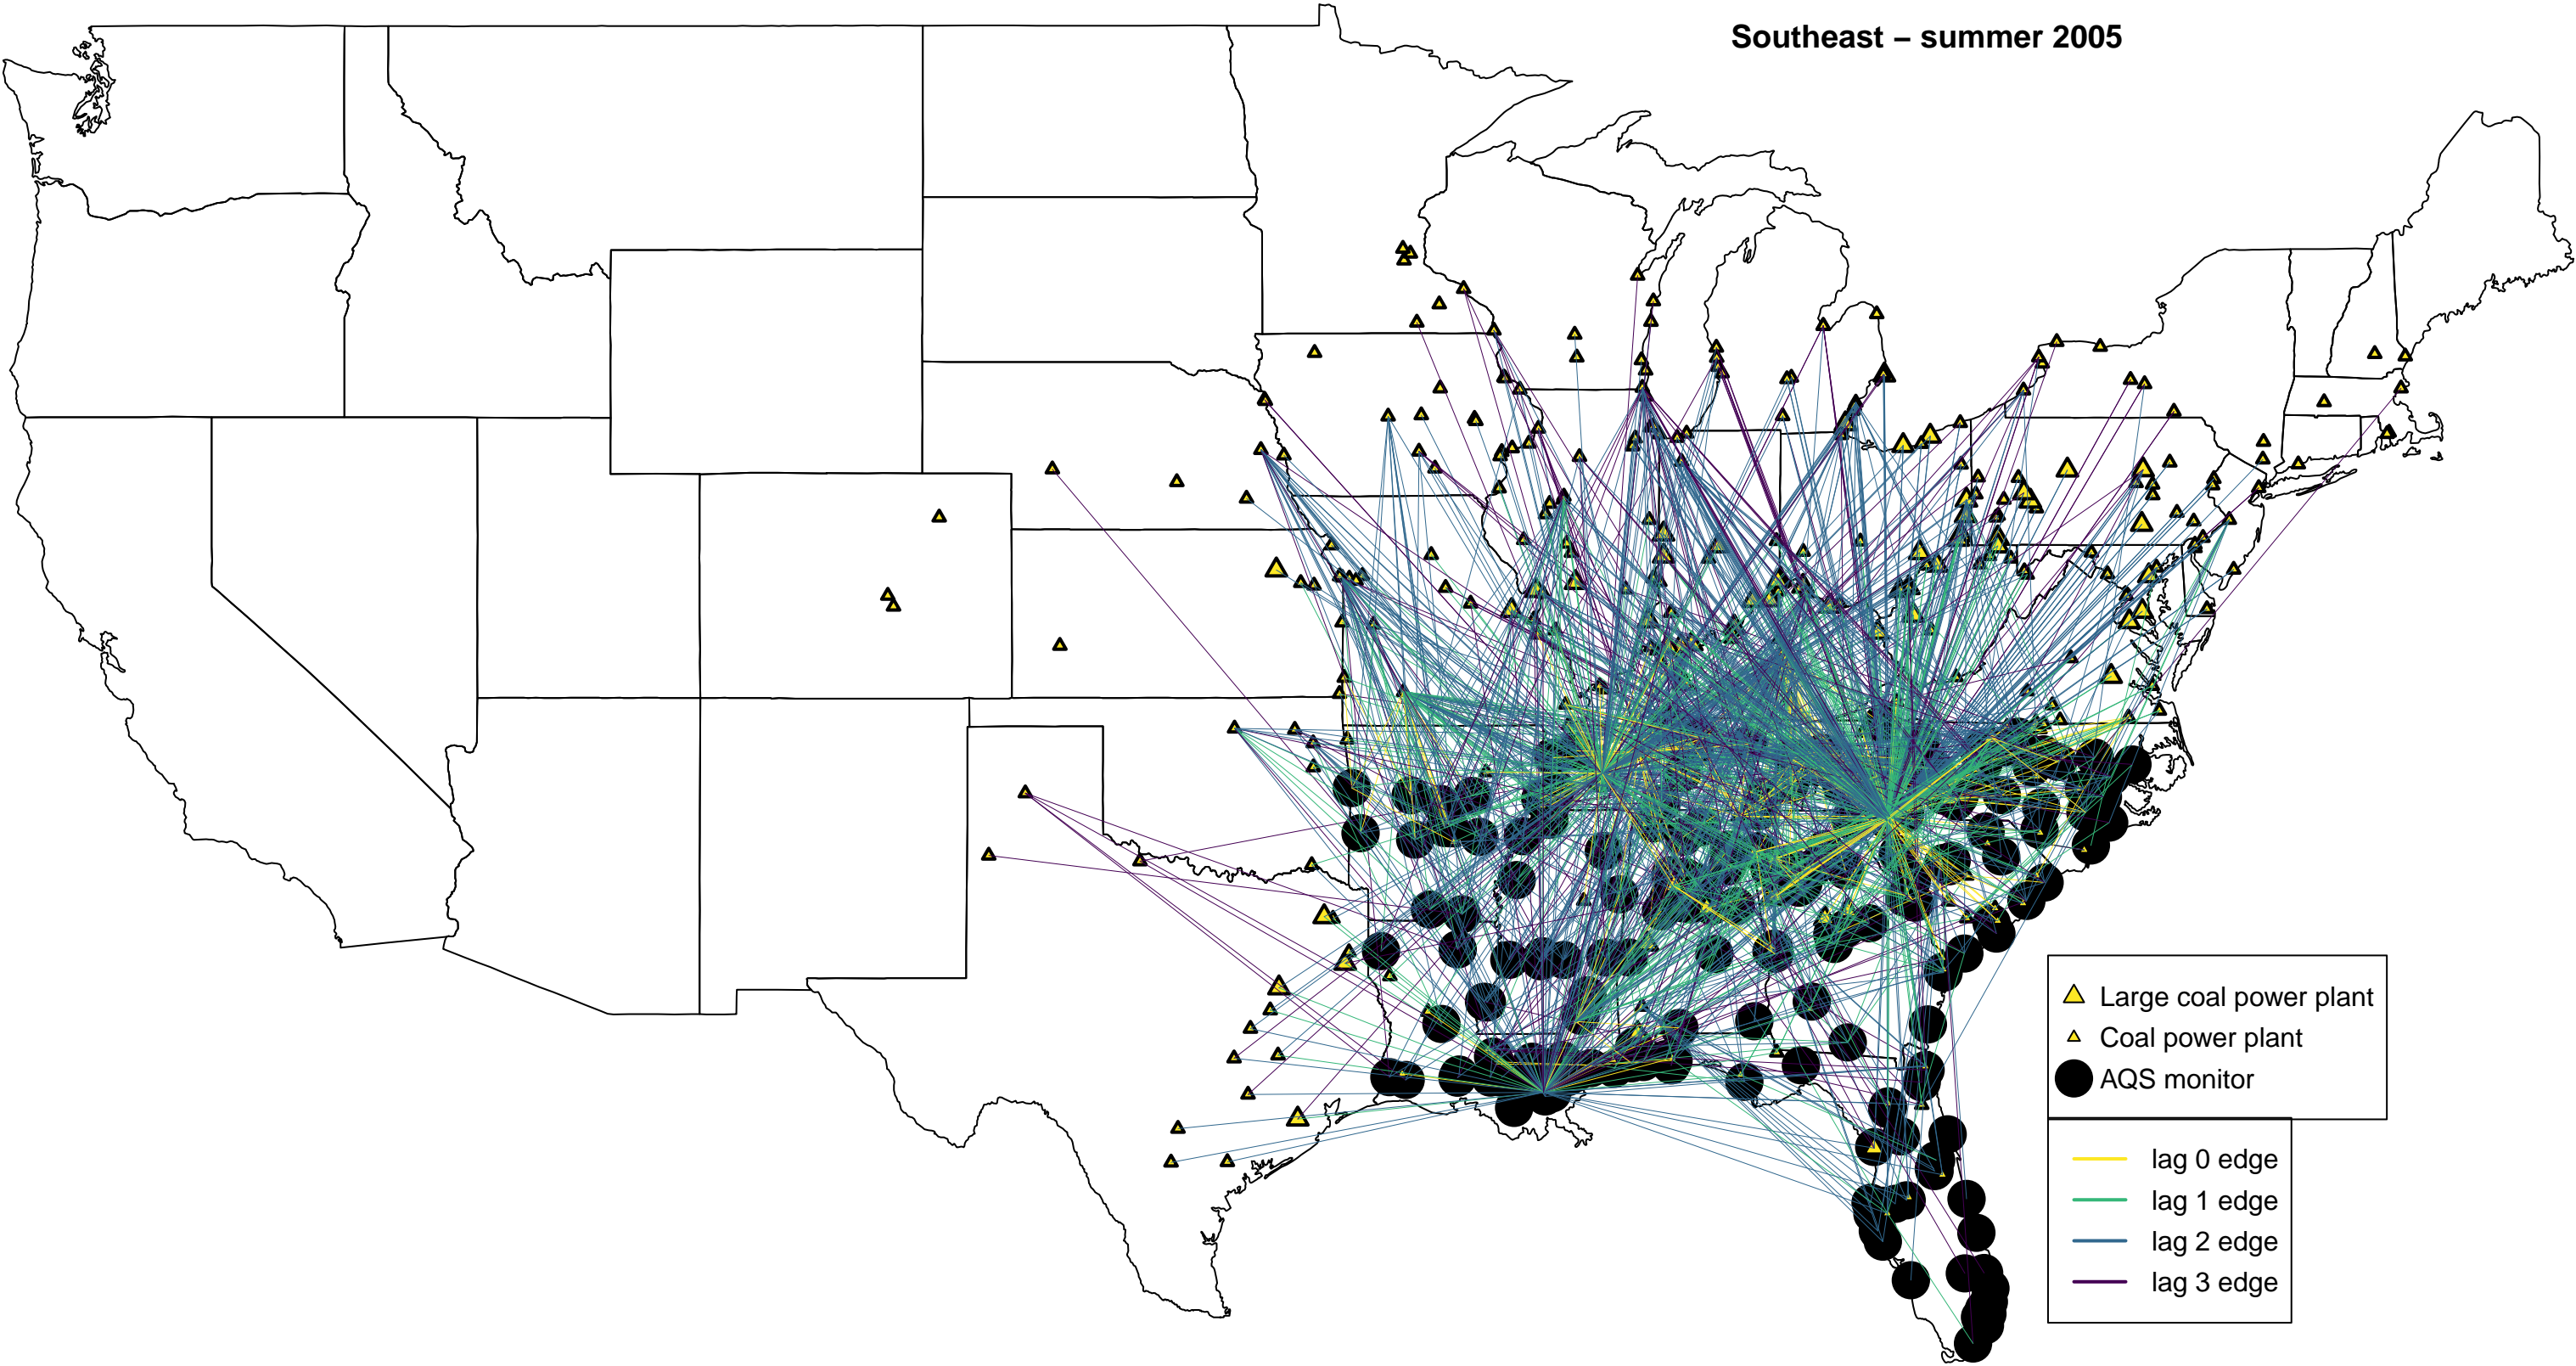 Southeast – summer 2005
Large coal power plant
Coal power plant
AQS monitor
lag 0 edge
lag 1 edge
lag 2 edge
lag 3 edge